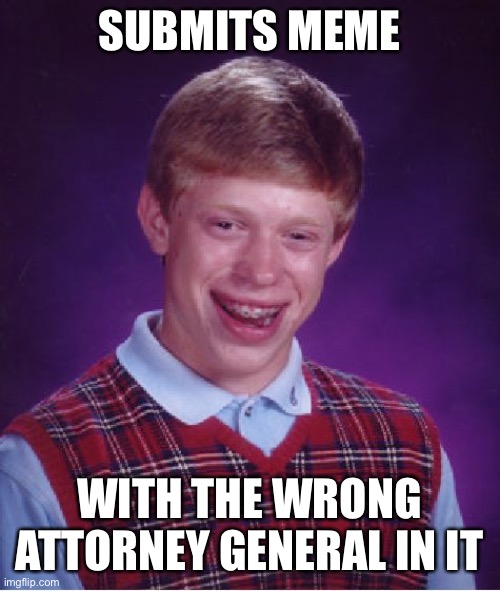 SUBMITS MEME
WITH THE WRONG
ATTORNEY GENERAL IN IT
imgflip.com